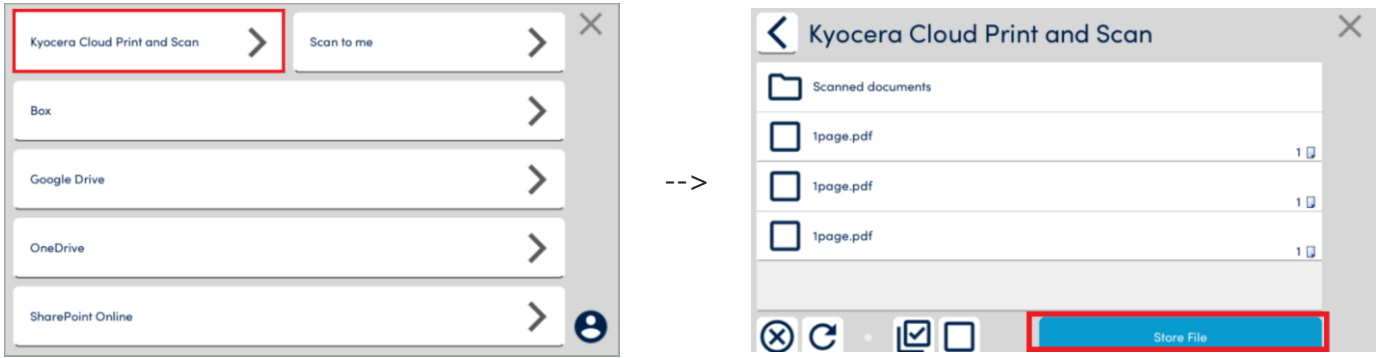 Kyocera Cloud Print and Scan
Scan to me
Box
Google Drive
OneDrive
SharePoint Online
-->
Kyocera Cloud Print and Scan
Scanned documents
1page.pdf
1
1page.pdf
1
1page.pdf
1
Store File